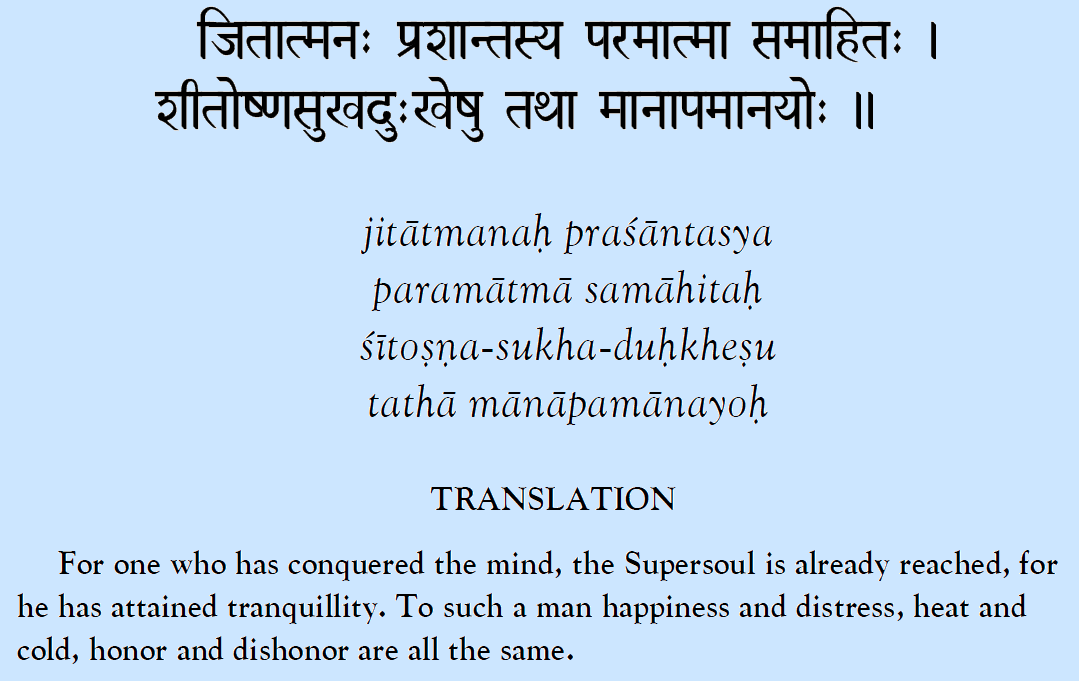 जितात्मनः प्रशान्तस्य परमात्मा समाहितः ।
शीतोष्णसुखदुःखेषु तथा मानापमानयोः ॥
jitātmanaḥ praśāntasya
paramātmā samāhitaḥ
śītoṣṇa-sukha-duḥkheṣu
tathā mānāpamānayoḥ
TRANSLATION
For one who has conquered the mind, the Supersoul is already reached, for
he has attained tranquillity. To such a man happiness and distress, heat and
cold, honor and dishonor are all the same.